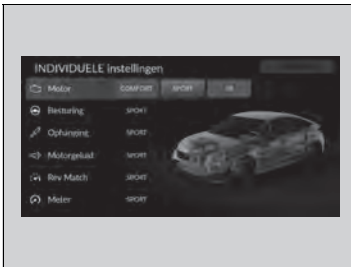 INDIVIDUELE instellingen
Motor COMFORT SPORT +R
Besturing SPORT
Ophanging SPORT
Motorgeluid SPORT
Rev Match SPORT
Meter SPORT